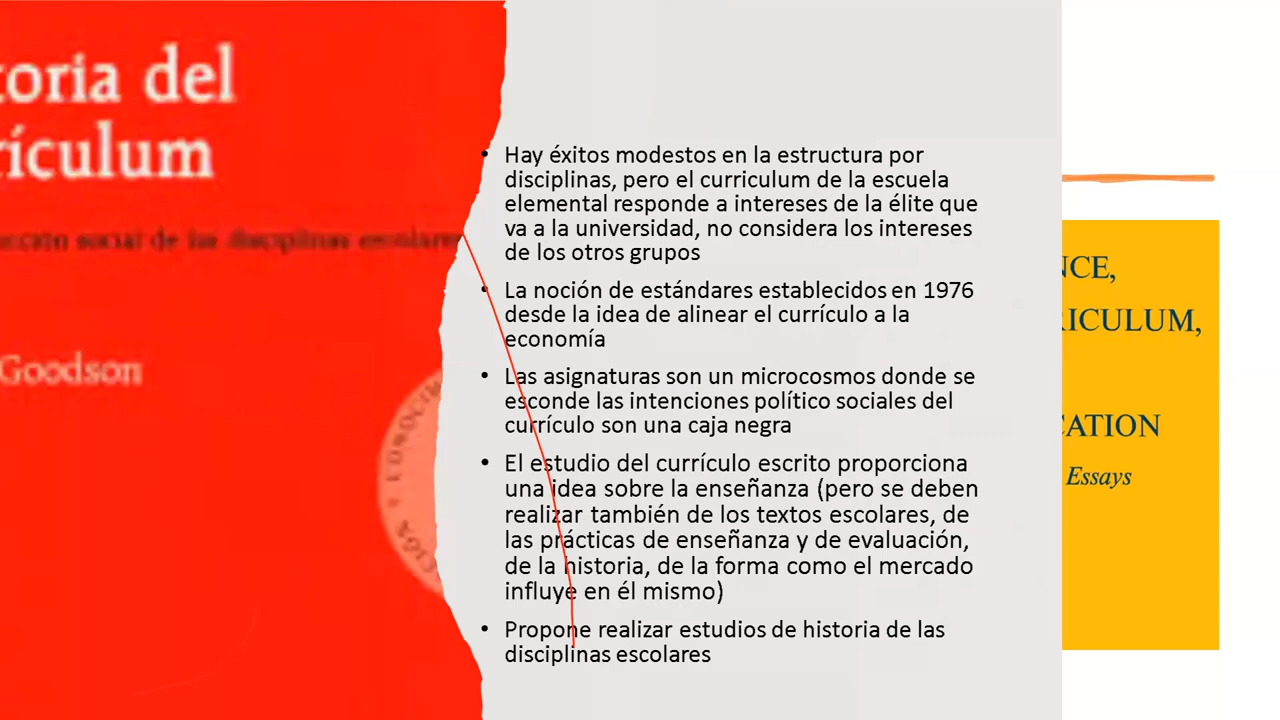 toria del
rículum
social de las disciplinas escolares
Goodson
• Hay éxitos modestos en la estructura por
disciplinas, pero el curriculum de la escuela
elemental responde a intereses de la élite que
va a la universidad, no considera los intereses
de los otros grupos
• La noción de estándares establecidos en 1976
desde la idea de alinear el currículo a la
economía
• Las asignaturas son un microcosmos donde se
esconde las intenciones político sociales del
currículo son una caja negra
• El estudio del currículo escrito proporciona
una idea sobre la enseñanza (pero se deben
realizar también de los textos escolares, de
las prácticas de enseñanza y de evaluación,
de la historia, de la forma como el mercado
influye en él mismo)
• Propone realizar estudios de historia de las
disciplinas escolares
NCE,
RICULUM,
CATION
Essays